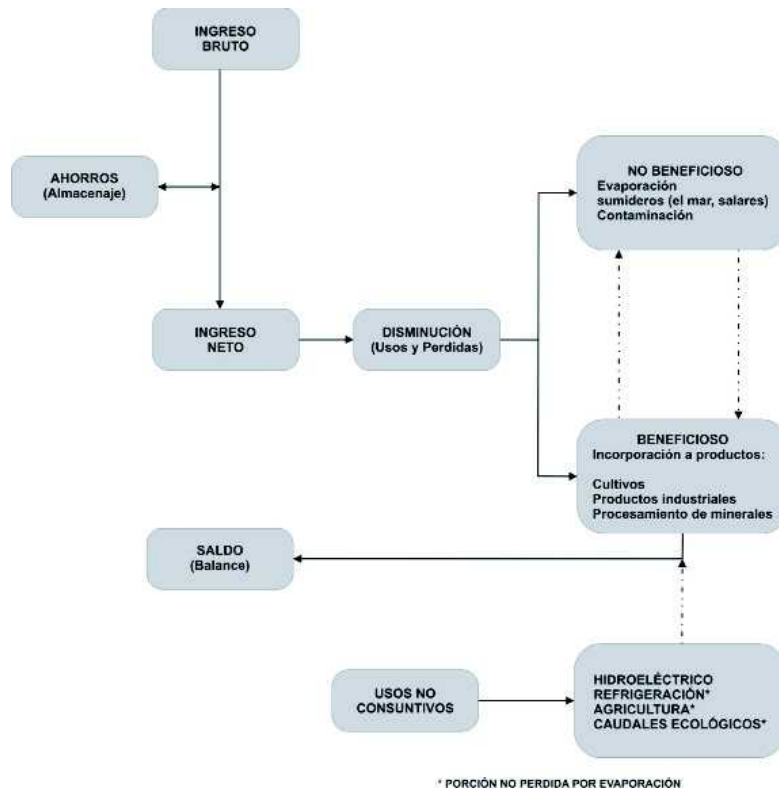 INGRESO
BRUTO
AHORROS
(Almacenaje)
NO BENEFICIOSO
Evaporación
sumideros (el mar, salares)
Contaminación
INGRESO
NETO
DISMINUCIÓN
(Usos y Perdidas)
BENEFICIOSO
Incorporación a productos:
Cultivos
Productos industriales
Procesamiento de minerales
SALDO
(Balance)
USOS NO
CONSUNTIVOS
HIDROELÉCTRICO
REFRIGERACIÓN*
AGRICULTURA*
CAUDALES ECOLÓGICOS*
* PORCIÓN NO PERDIDA POR EVAPORACIÓN